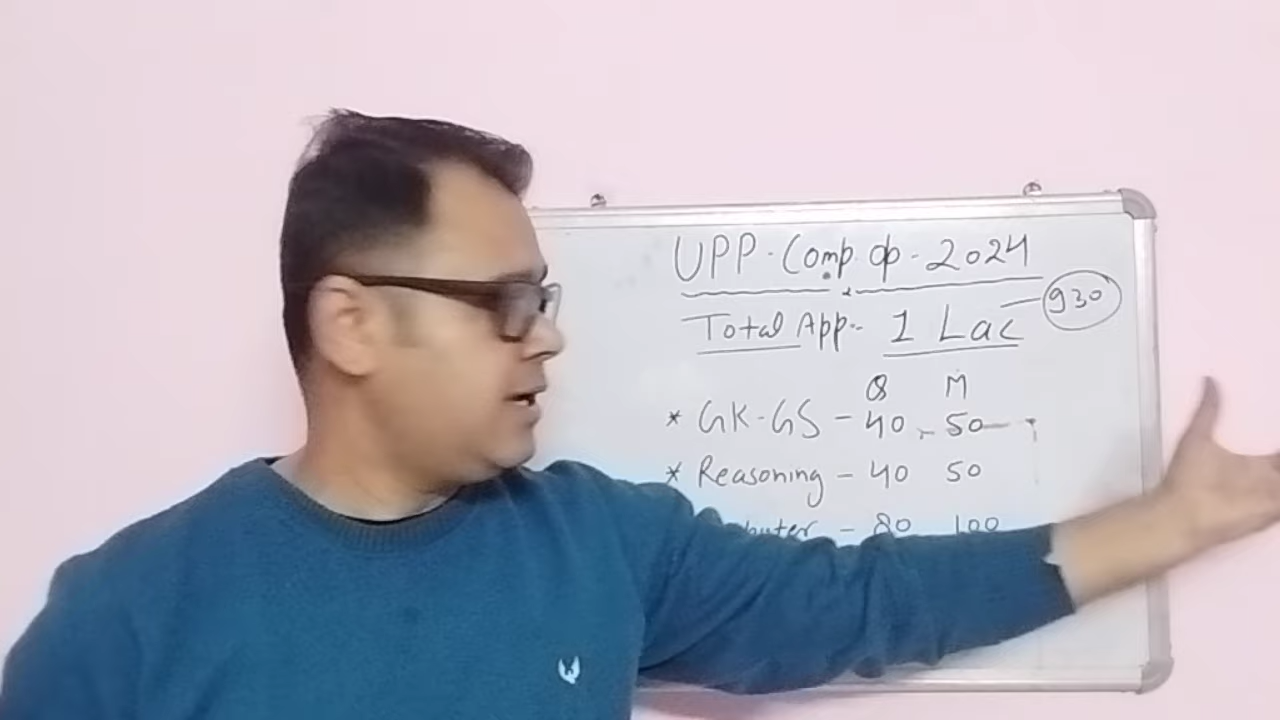 UPP-Comp. op-2024
Total App-- 1 Lac — 930
Q M
* GK-GS - 40 - 50
* Reasoning - 40 50
- 80 100